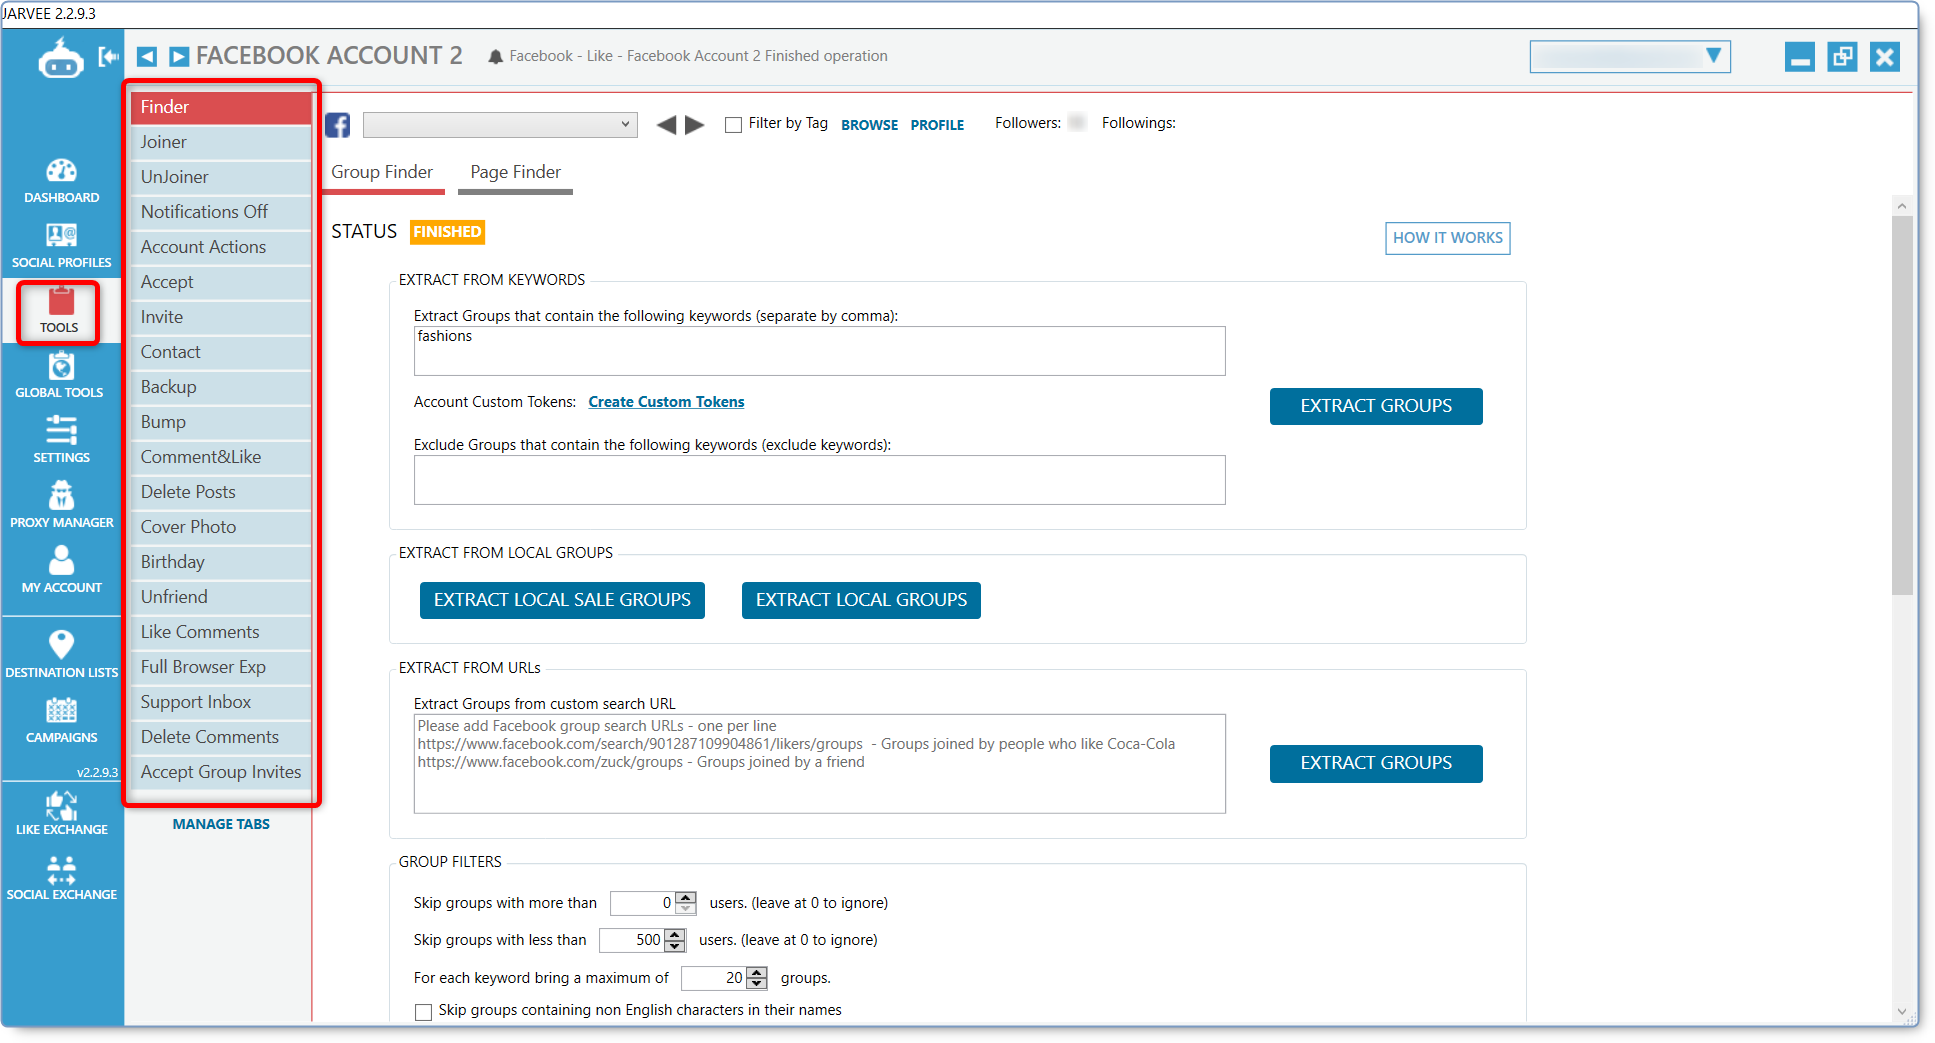 JARVEE 2.2.9.3
FACEBOOK ACCOUNT 2
Facebook - Like - Facebook Account 2 Finished operation
DASHBOARD
SOCIAL PROFILES
TOOLS
GLOBAL TOOLS
SETTINGS
PROXY MANAGER
MY ACCOUNT
DESTINATION LISTS
CAMPAIGNS
v2.2.9.3
LIKE EXCHANGE
SOCIAL EXCHANGE
Finder
Joiner
UnJoiner
Notifications Off
Account Actions
Accept
Invite
Contact
Backup
Bump
Comment&Like
Delete Posts
Cover Photo
Birthday
Unfriend
Like Comments
Full Browser Exp
Support Inbox
Delete Comments
Accept Group Invites
MANAGE TABS
Filter by Tag BROWSE PROFILE Followers: Followings:
Group Finder Page Finder
STATUS FINISHED
HOW IT WORKS
EXTRACT FROM KEYWORDS
Extract Groups that contain the following keywords (separate by comma):
fashions
Account Custom Tokens: Create Custom Tokens
EXTRACT GROUPS
Exclude Groups that contain the following keywords (exclude keywords):
EXTRACT FROM LOCAL GROUPS
EXTRACT LOCAL SALE GROUPS EXTRACT LOCAL GROUPS
EXTRACT FROM URLs
Extract Groups from custom search URL
Please add Facebook group search URLs - one per line
https://www.facebook.com/search/901287109904861/likers/groups - Groups joined by people who like Coca-Cola
https://www.facebook.com/zuck/groups - Groups joined by a friend
EXTRACT GROUPS
GROUP FILTERS
Skip groups with more than 0 users. (leave at 0 to ignore)
Skip groups with less than 500 users. (leave at 0 to ignore)
For each keyword bring a maximum of 20 groups.
Skip groups containing non English characters in their names